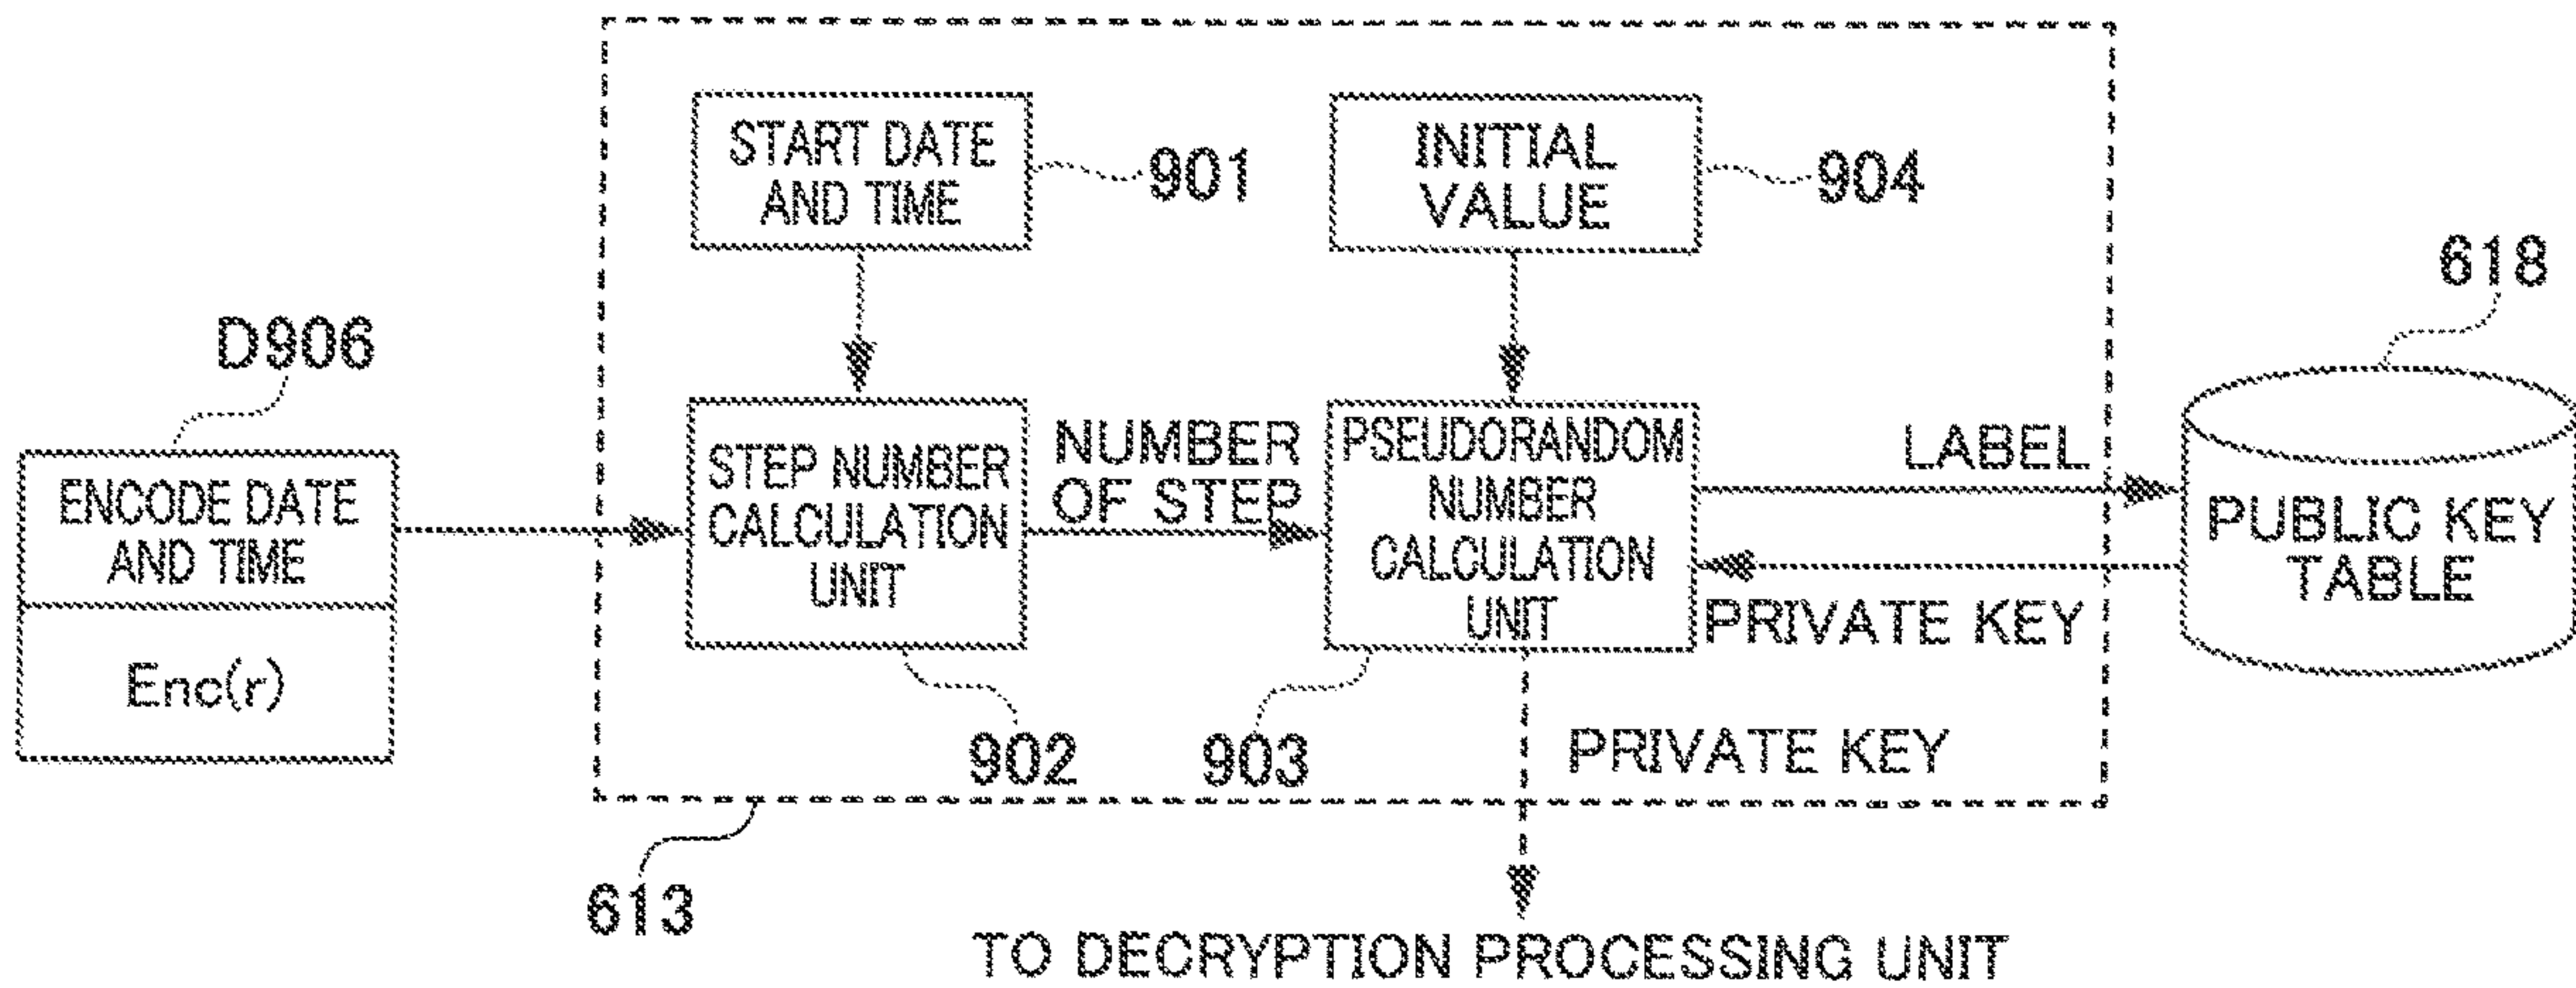 START DATE
AND TIME
901
INITIAL
VALUE
904
618
D906
ENCODE DATE
AND TIME
Enc(r)
STEP NUMBER
CALCULATION
UNIT
NUMBER
OF STEP
PSEUDORANDOM
NUMBER
CALCULATION
UNIT
LABEL
PRIVATE KEY
PUBLIC KEY
TABLE
902
903
PRIVATE KEY
613
TO DECRYPTION PROCESSING UNIT